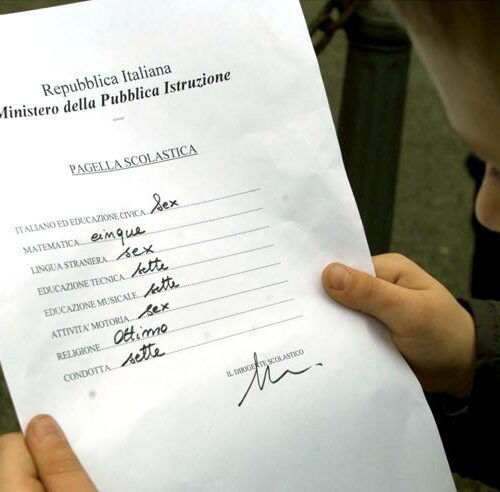 Repubblica Italiana
Ministero della Pubblica Istruzione
PAGELLA SCOLASTICA
ITALIANO ED EDUCAZIONE CIVICA sex
MATEMATICA cinque
LINGUA STRANIERA sex
EDUCAZIONE TECNICA sette
EDUCAZIONE MUSICALE sette
ATTIVITA' MOTORIA sex
RELIGIONE Ottimo
CONDOTTA sette
IL DIRIGENTE SCOLASTICO